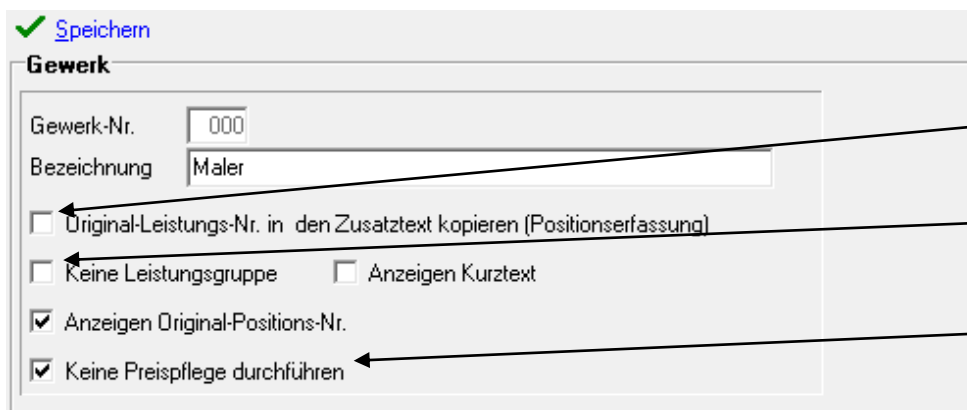 Speichern
Gewerk
Gewerk-Nr. 000
Bezeichnung Maler
Original-Leistungs-Nr. in den Zusatztext kopieren (Positionserfassung)
Keine Leistungsgruppe Anzeigen Kurztext
Anzeigen Original-Positions-Nr.
Keine Preispflege durchführen